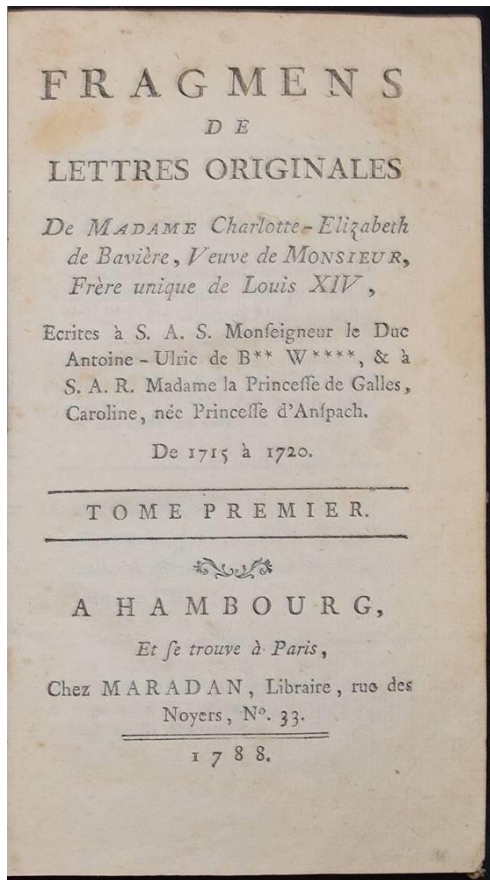 FRAGMENS
DE
LETTRES ORIGINALES
De MADAME Charlotte-Elizabeth
de Bavière, Veuve de MONSIEUR,
Frère unique de Louis XIV,
Ecrites à S. A. S. Monſeigneur le Duc
Antoine-Ulric de B** W****, & à
S. A. R. Madame la Princeſſe de Galles,
Caroline, née Princeſſe d'Anſpach.
De 1715 à 1720.
TOME PREMIER.
A HAMBOURG,
Et ſe trouve à Paris,
Chez MARADAN, Libraire, rue des
Noyers, Nº. 33.
1788.